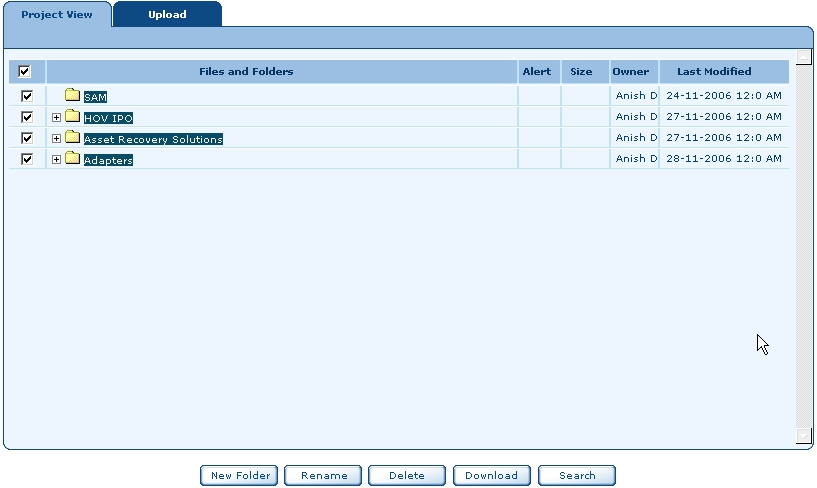 Project View Upload
Files and Folders Alert Size Owner Last Modified
SAM Anish D 24-11-2006 12:0 AM
HOV IPO Anish D 27-11-2006 12:0 AM
Asset Recovery Solutions Anish D 27-11-2006 12:0 AM
Adapters Anish D 28-11-2006 12:0 AM
New Folder Rename Delete Download Search